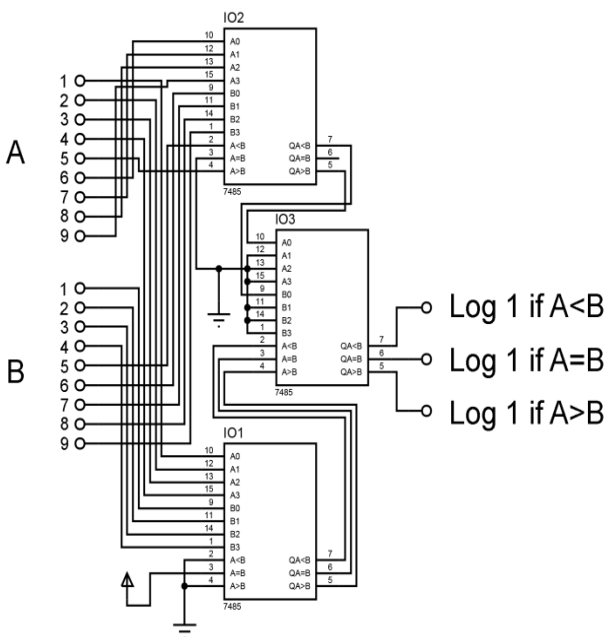 IO2
10 A0
12 A1
13 A2
15 A3
9 B0
11 B1
14 B2
1 B3
2 A<B QA<B 7
3 A=B QA=B 6
4 A>B QA>B 5
7485
A
1
2
3
4
5
6
7
8
9
IO3
10 A0
12 A1
13 A2
15 A3
9 B0
11 B1
14 B2
1 B3
2 A<B QA<B 7
3 A=B QA=B 6
4 A>B QA>B 5
7485
Log 1 if A<B
Log 1 if A=B
Log 1 if A>B
B
1
2
3
4
5
6
7
8
9
IO1
10 A0
12 A1
13 A2
15 A3
9 B0
11 B1
14 B2
1 B3
2 A<B QA<B 7
3 A=B QA=B 6
4 A>B QA>B 5
7485